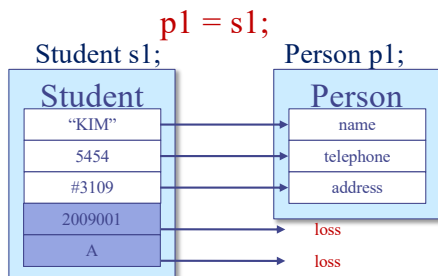 p1 = s1;
Student s1; Person p1;
Student Person
“KIM” name
5454 telephone
#3109 address
2009001
loss
A
loss